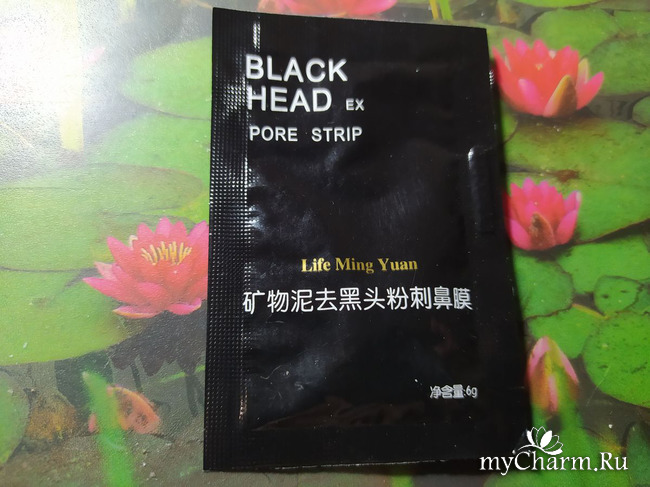 BLACK
HEAD EX
PORE STRIP
Life Ming Yuan
矿物泥去黑头粉刺鼻膜
净含量:6g
myCharm.Ru